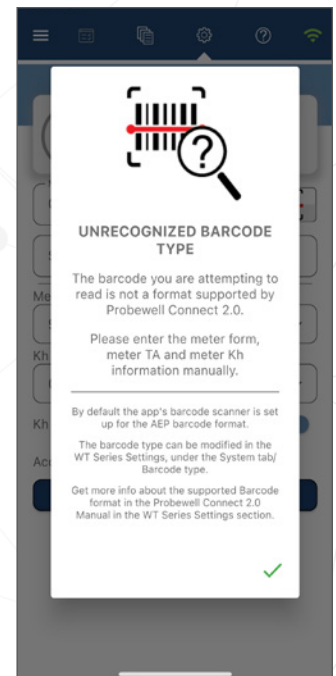 UNRECOGNIZED BARCODE
TYPE
The barcode you are attempting to
read is not a format supported by
Probewell Connect 2.0.
Please enter the meter form,
meter TA and meter Kh
information manually.
By default the app's barcode scanner is set
up for the AEP barcode format.
The barcode type can be modified in the
WT Series Settings, under the System tab/
Barcode type.
Get more info about the supported Barcode
format in the Probewell Connect 2.0
Manual in the WT Series Settings section.
Me
Kh
Kh